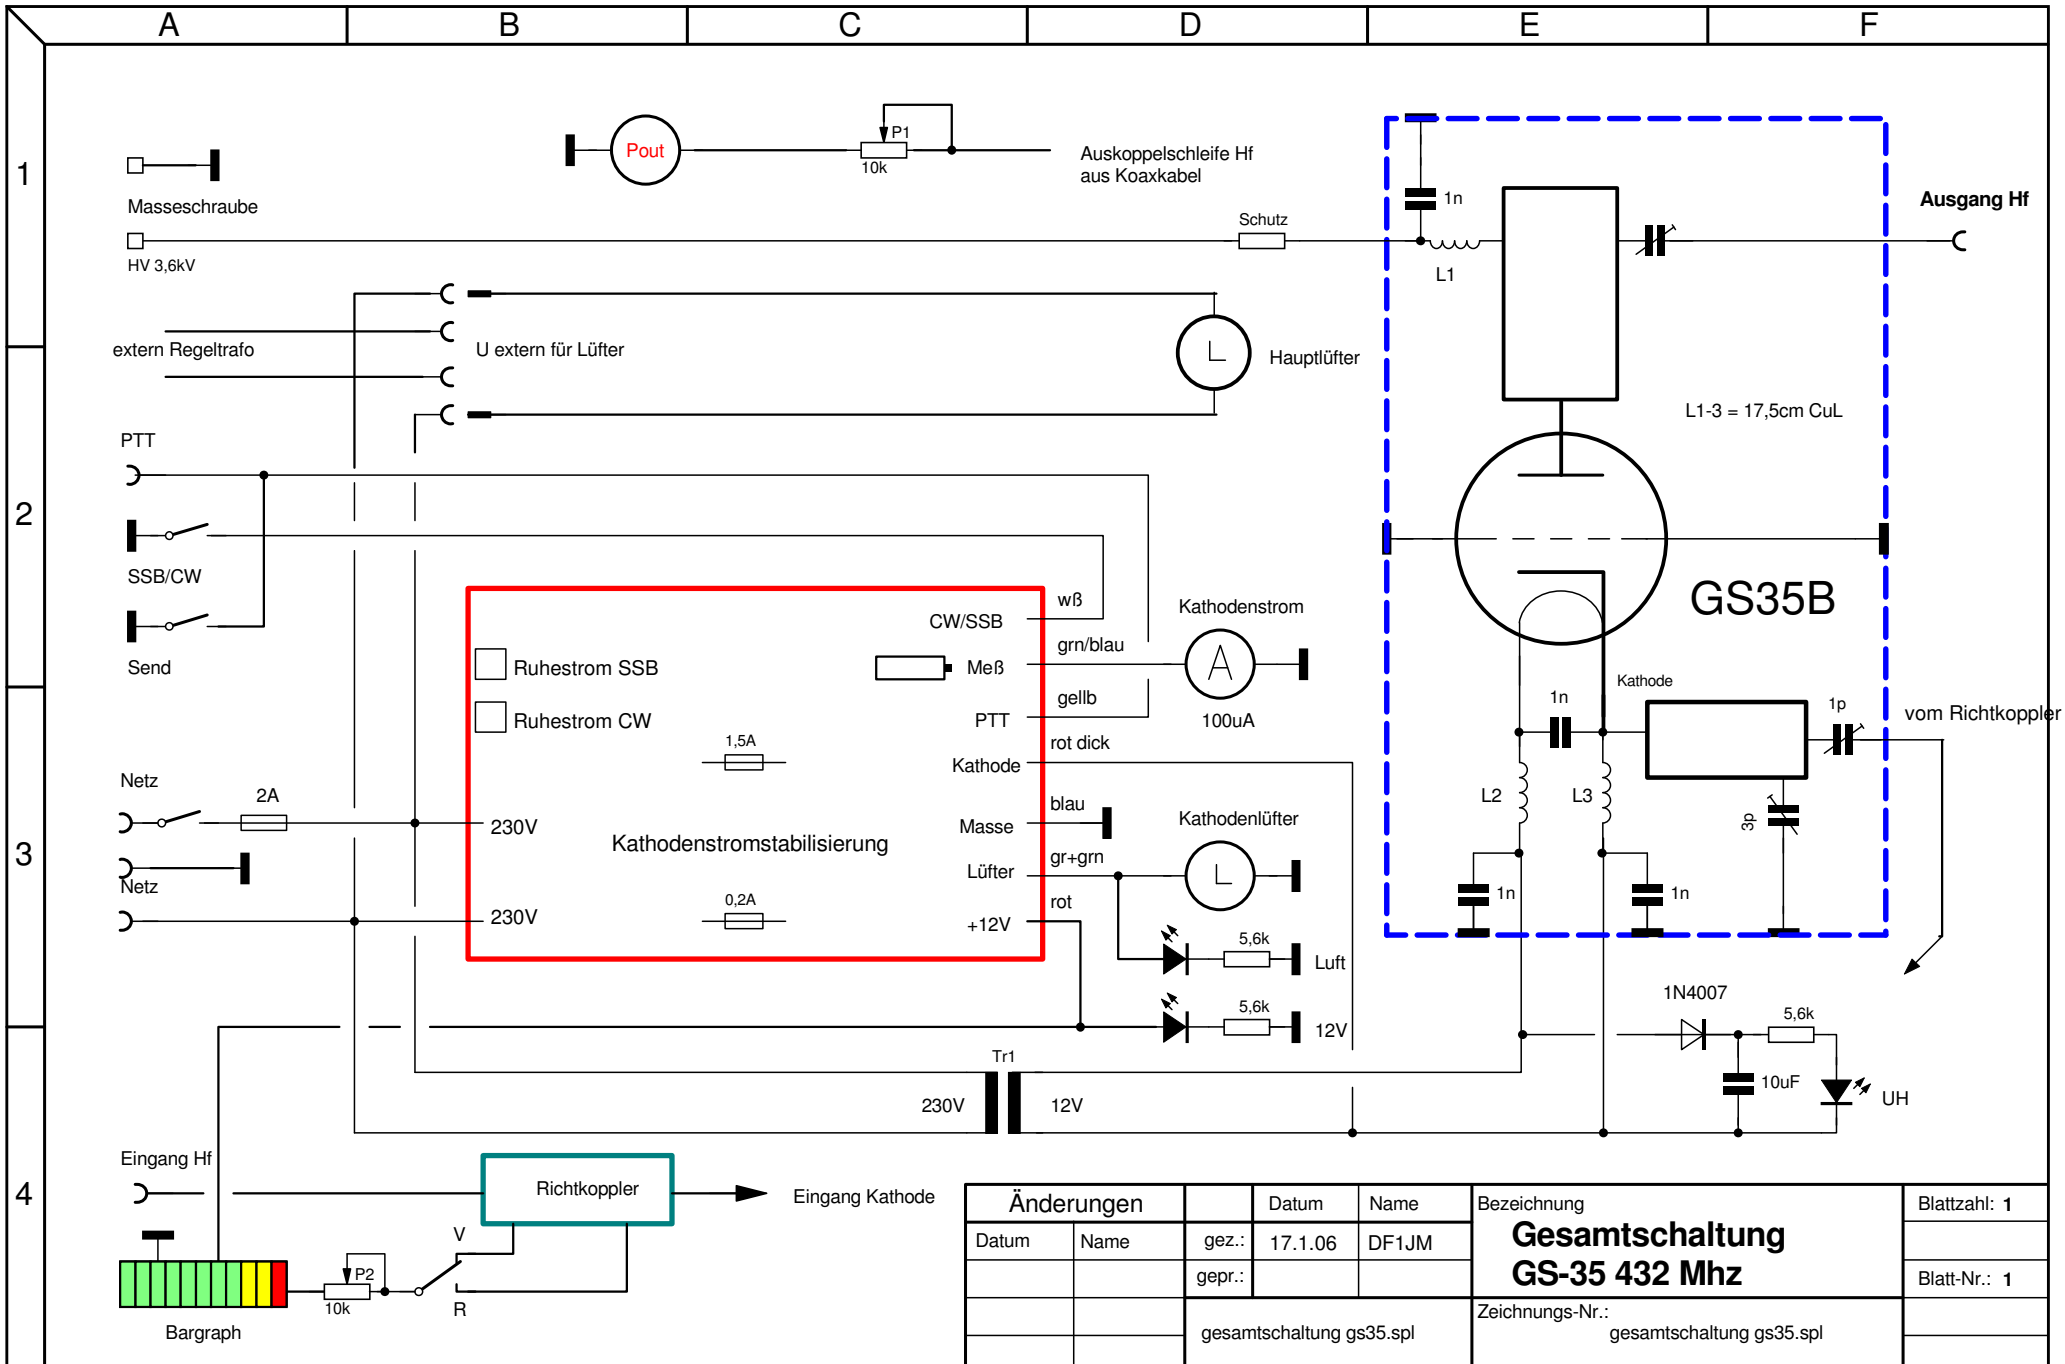 A B C D E F
1
2
3
4
Pout
P1
10k
Auskoppelschleife Hf
aus Koaxkabel
Masseschraube
HV 3,6kV
Schutz
1n
L1
Ausgang Hf
extern Regeltrafo
U extern für Lüfter
L
Hauptlüfter
L1-3 = 17,5cm CuL
PTT
SSB/CW
Send
GS35B
CW/SSB
wß
Kathodenstrom
Ruhestrom SSB
Meß
grn/blau
A
100uA
Ruhestrom CW
PTT
gellb
1,5A
Kathode
rot dick
Kathode
1n
1p
vom Richtkoppler
Netz
2A
230V
Kathodenstromstabilisierung
Masse
blau
Kathodenlüfter
L2
L3
3p
Netz
Lüfter
gr+grn
L
230V
0,2A
+12V
rot
1n
1n
5,6k
Luft
5,6k
12V
1N4007
5,6k
10uF
UH
Tr1
230V
12V
Eingang Hf
Richtkoppler
Eingang Kathode
V
R
P2
10k
Bargraph
Änderungen
Datum Name
Datum Name
gez.: 17.1.06 DF1JM
gepr.:
gesamtschaltung gs35.spl
Bezeichnung
Gesamtschaltung
GS-35 432 Mhz
Zeichnungs-Nr.:
gesamtschaltung gs35.spl
Blattzahl: 1
Blatt-Nr.: 1